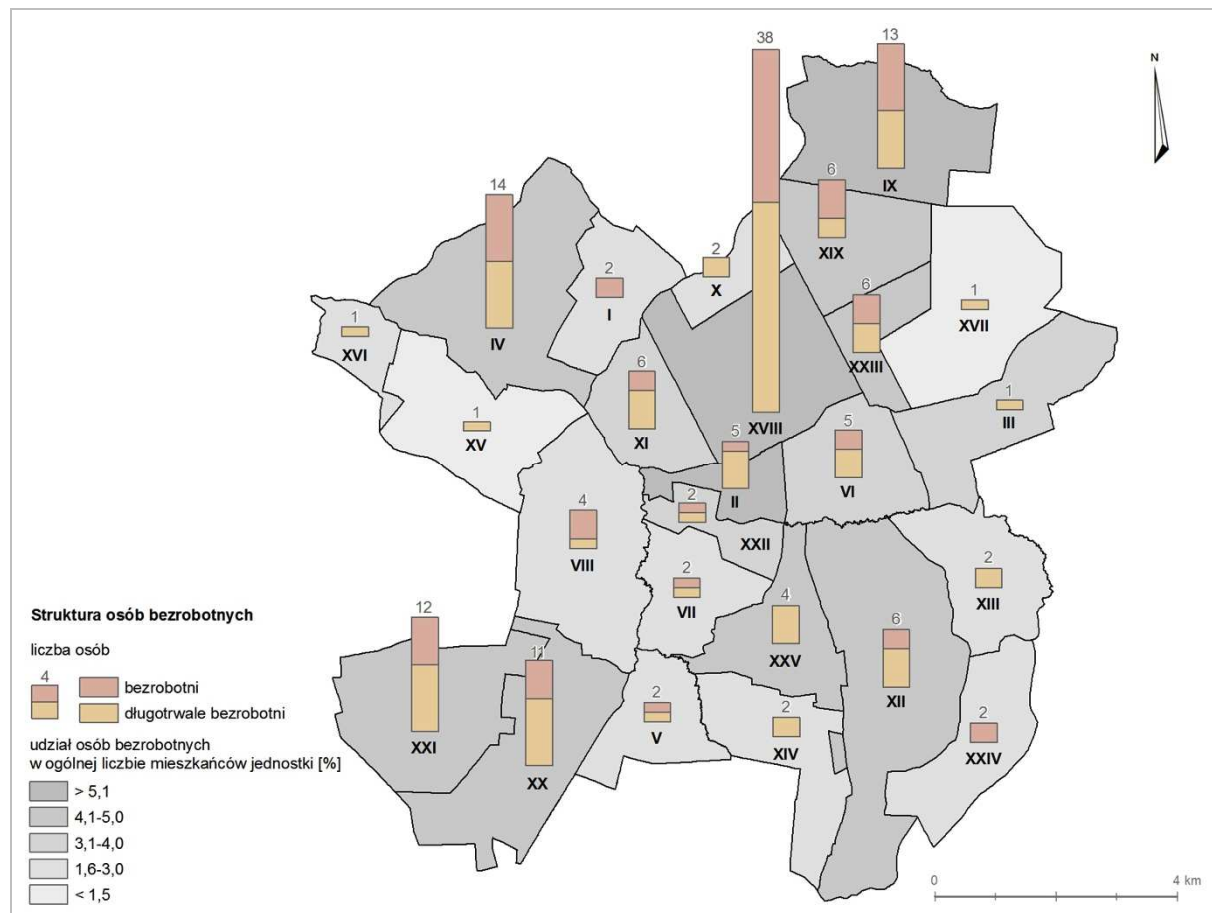 38
13
N
14
6
IX
2
2
XIX
X
I
6
1
1
IV
XVII
XVI
XXIII
6
1
1
III
XV
XI
XVIII
5
5
II
VI
4
2
XXII
VIII
2
2
XIII
VII
4
12
6
11
XXV
2
2
XII
2
V
XIV
XXIV
XXI
XX
Struktura osób bezrobotnych
liczba osób
4
bezrobotni
długotrwale bezrobotni
udział osób bezrobotnych
w ogólnej liczbie mieszkańców jednostki [%]
> 5,1
4,1-5,0
3,1-4,0
1,6-3,0
< 1,5
0
4 km